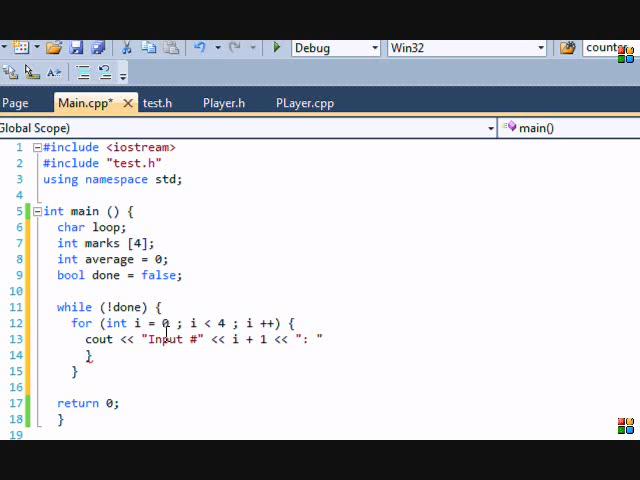 Debug Win32 counter
Page Main.cpp* test.h Player.h PLayer.cpp
Global Scope) main()
1 #include <iostream>
2 #include "test.h"
3 using namespace std;
4
5 int main () {
6 char loop;
7 int marks [4];
8 int average = 0;
9 bool done = false;
10
11 while (!done) {
12 for (int i = 0 ; i < 4 ; i ++) {
13 cout << "Input #" << i + 1 << ": "
14 }
15 }
16
17 return 0;
18 }
19